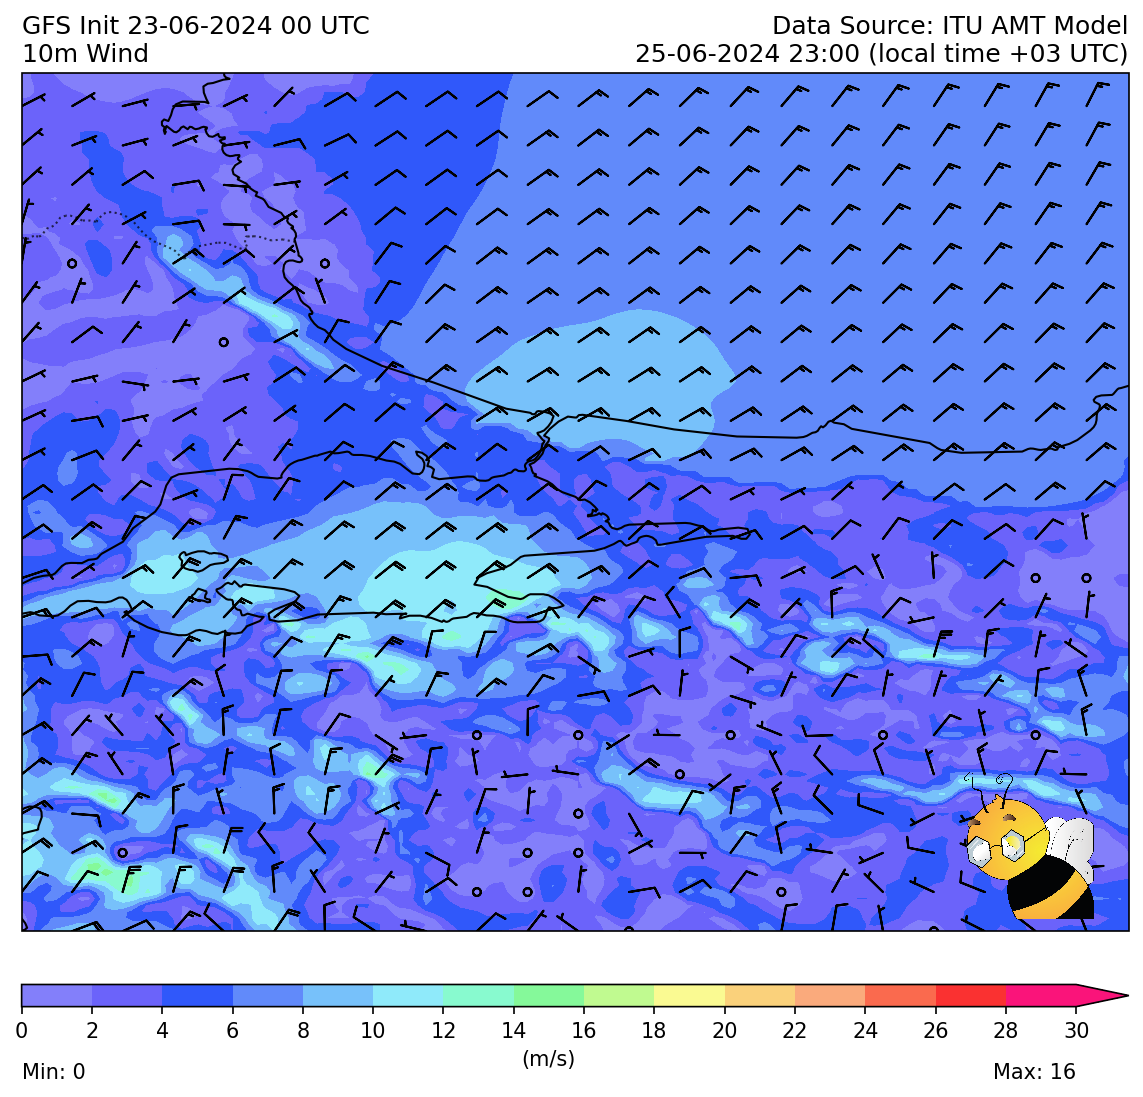 GFS Init 23-06-2024 00 UTC
Data Source: ITU AMT Model
10m Wind
25-06-2024 23:00 (local time +03 UTC)
0 2 4 6 8 10 12 14 16 18 20 22 24 26 28 30
(m/s)
Min: 0
Max: 16